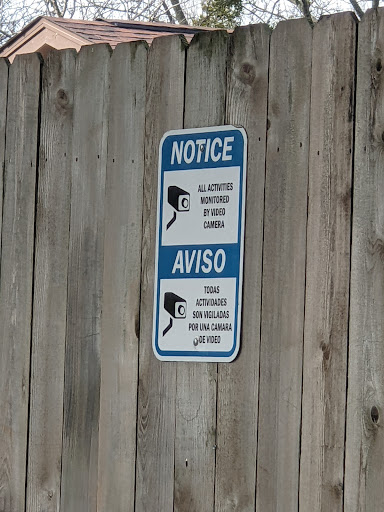 NOTICE
ALL ACTIVITIES
MONITORED
BY VIDEO
CAMERA
AVISO
TODAS
ACTIVIDADES
SON VIGILADAS
POR UNA CAMARA
DE VIDEO